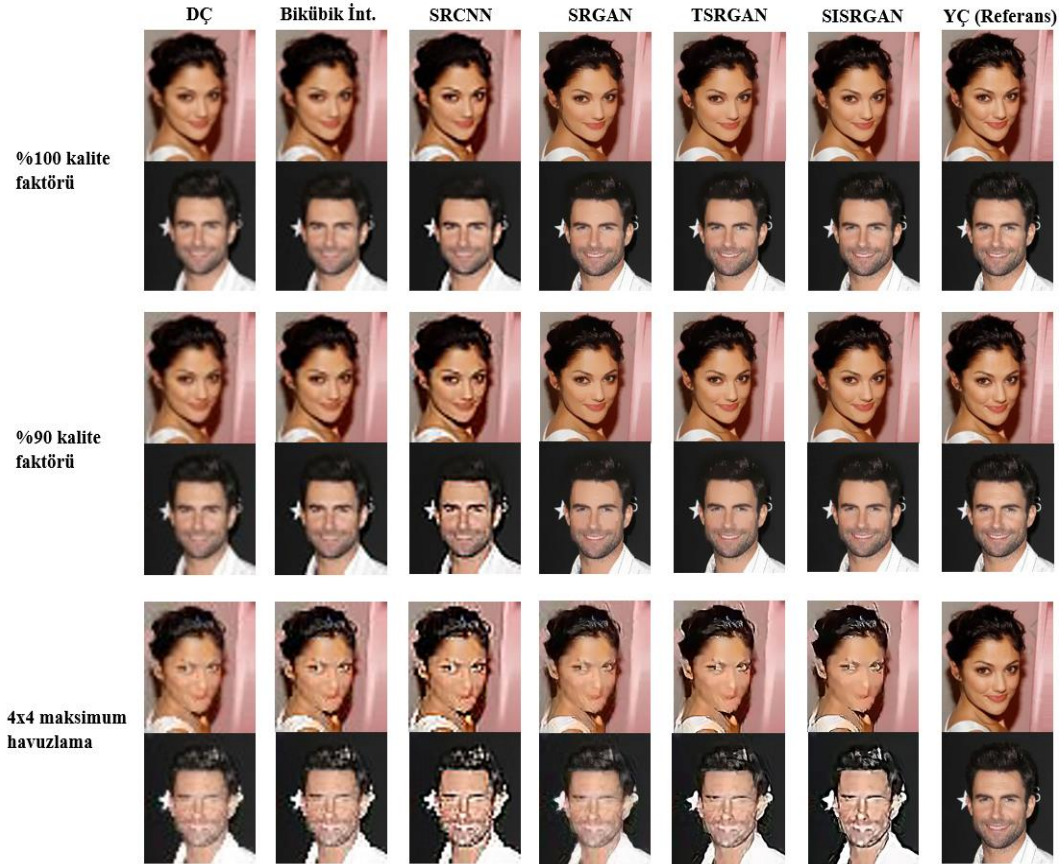 DÇ Bikübik İnt. SRCNN SRGAN TSRGAN SISRGAN YÇ (Referans)
%100 kalite
faktörü
%90 kalite
faktörü
4x4 maksimum
havuzlama